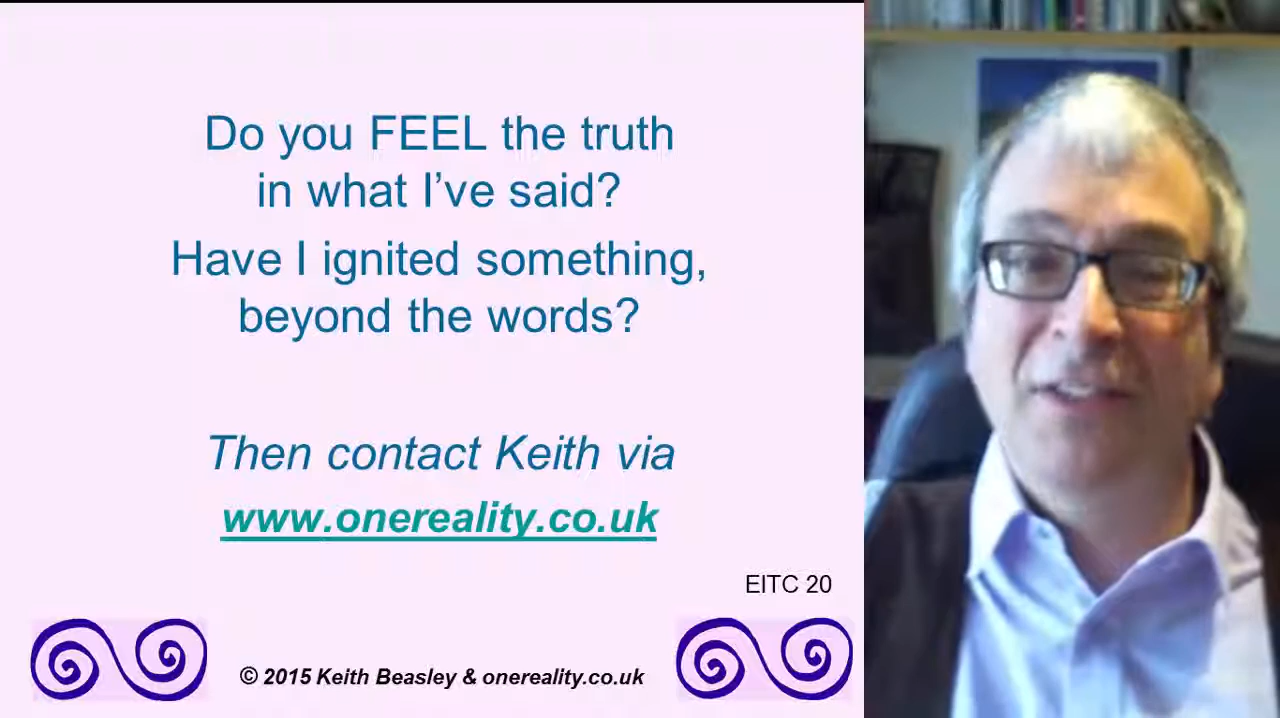 Do you FEEL the truth
in what I’ve said?
Have I ignited something,
beyond the words?
Then contact Keith via
www.onereality.co.uk
EITC 20
© 2015 Keith Beasley & onereality.co.uk